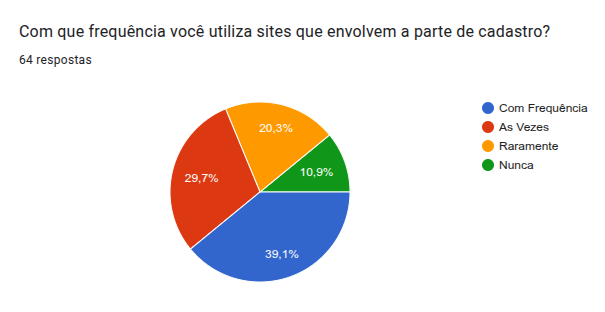 Com que frequência você utiliza sites que envolvem a parte de cadastro?
64 respostas
Com Frequência
As Vezes
Raramente
Nunca
20,3%
10,9%
29,7%
39,1%